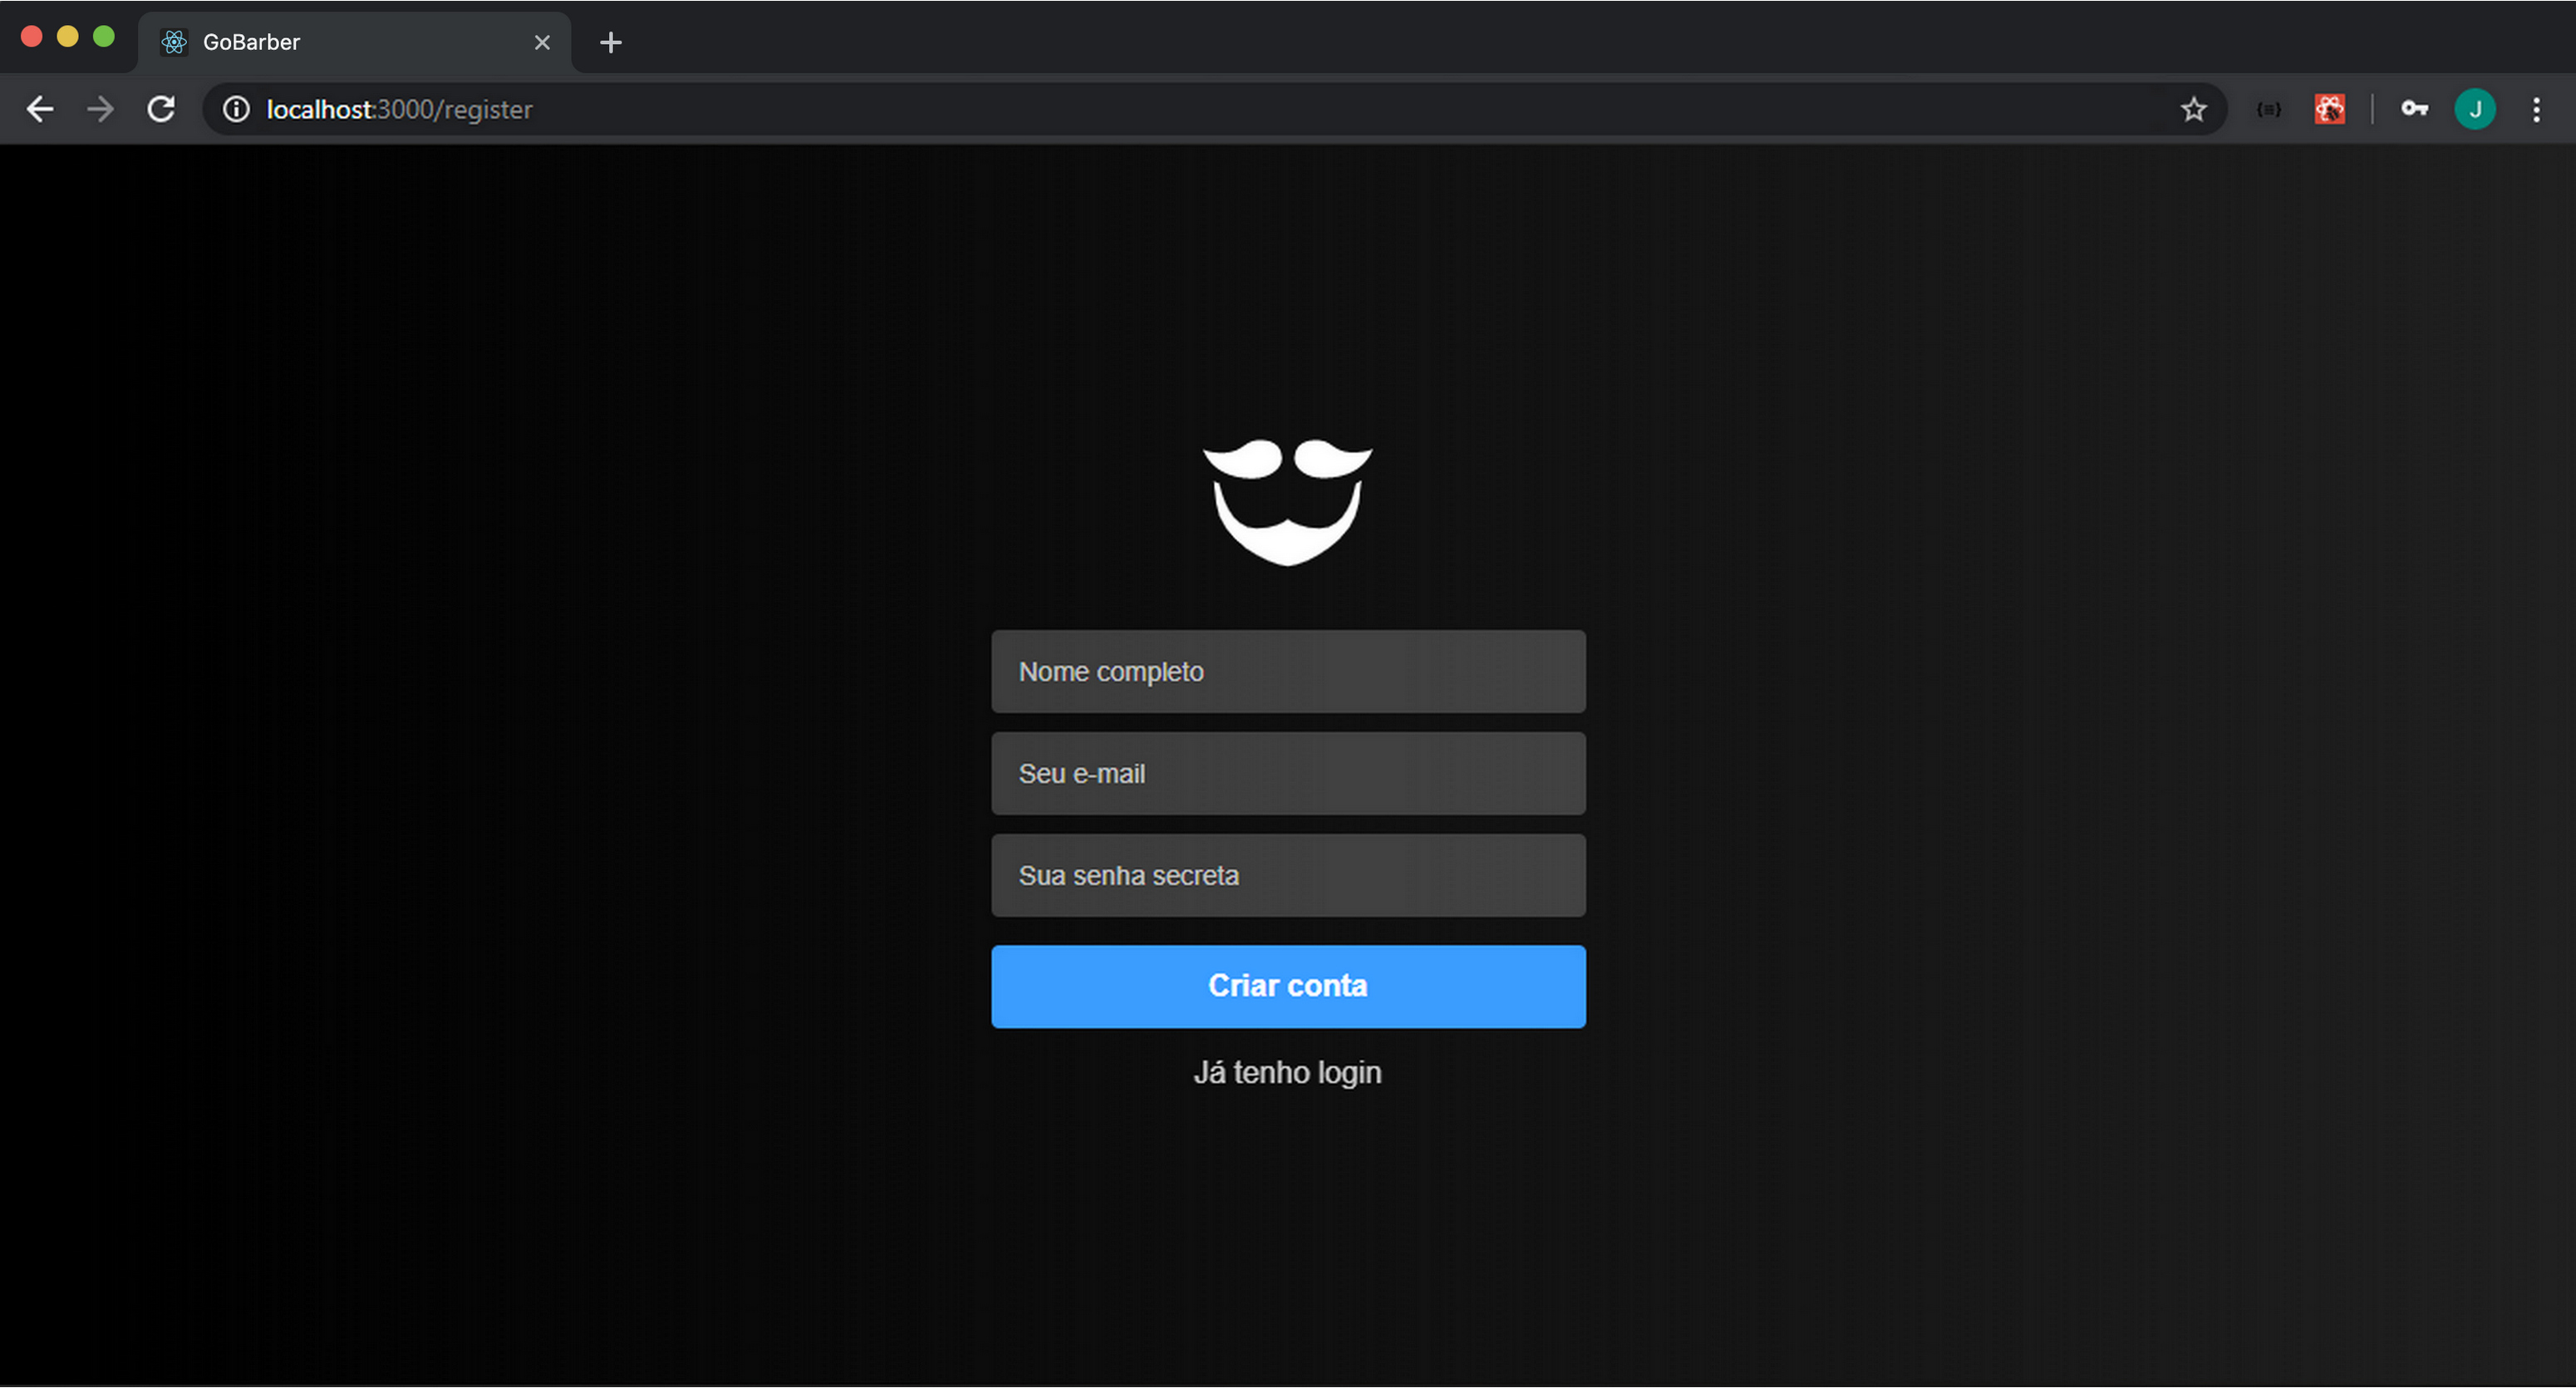 GoBarber
localhost:3000/register
J
Nome completo
Seu e-mail
Sua senha secreta
Criar conta
Já tenho login